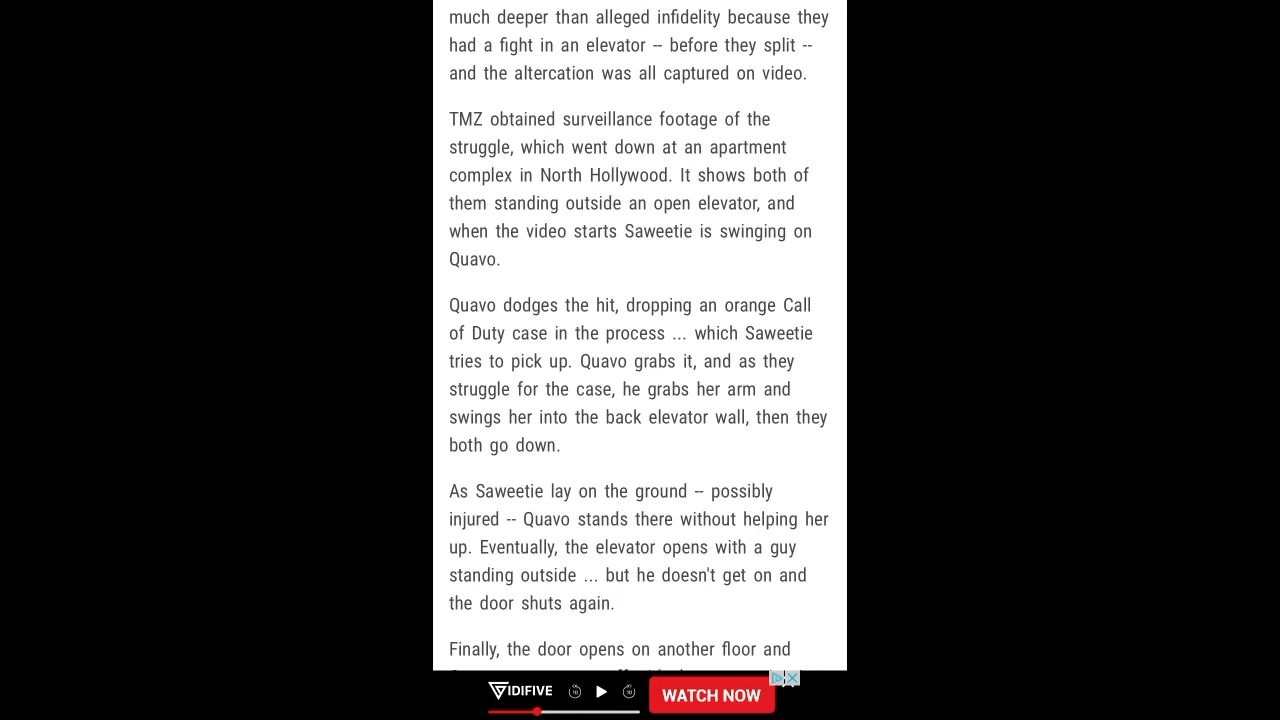 much deeper than alleged infidelity because they
had a fight in an elevator -- before they split --
and the altercation was all captured on video.
TMZ obtained surveillance footage of the
struggle, which went down at an apartment
complex in North Hollywood. It shows both of
them standing outside an open elevator, and
when the video starts Saweetie is swinging on
Quavo.
Quavo dodges the hit, dropping an orange Call
of Duty case in the process ... which Saweetie
tries to pick up. Quavo grabs it, and as they
struggle for the case, he grabs her arm and
swings her into the back elevator wall, then they
both go down.
As Saweetie lay on the ground -- possibly
injured -- Quavo stands there without helping her
up. Eventually, the elevator opens with a guy
standing outside ... but he doesn't get on and
the door shuts again.
Finally, the door opens on another floor and
VIDIFIVE 10 10 WATCH NOW